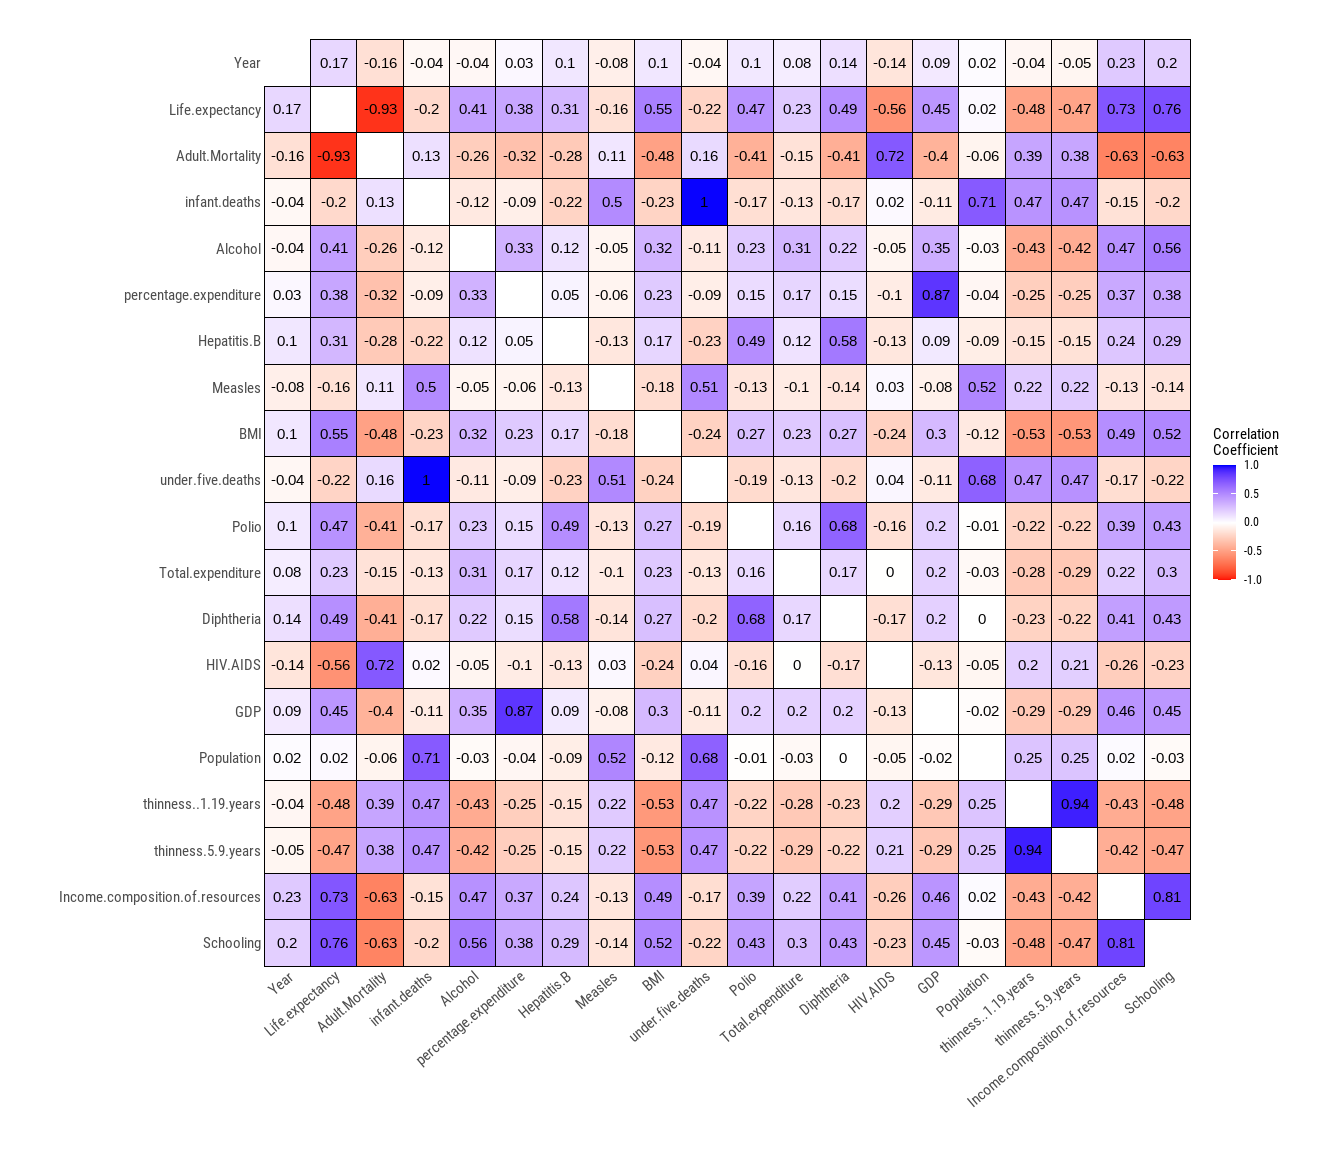 Year 0.17 -0.16 -0.04 -0.04 0.03 0.1 -0.08 0.1 -0.04 0.1 0.08 0.14 -0.14 0.09 0.02 -0.04 -0.05 0.23 0.2
Life.expectancy 0.17 -0.93 -0.2 0.41 0.38 0.31 -0.16 0.55 -0.22 0.47 0.23 0.49 -0.56 0.45 0.02 -0.48 -0.47 0.73 0.76
Adult.Mortality -0.16 -0.93 0.13 -0.26 -0.32 -0.28 0.11 -0.48 0.16 -0.41 -0.15 -0.41 0.72 -0.4 -0.06 0.39 0.38 -0.63 -0.63
infant.deaths -0.04 -0.2 0.13 -0.12 -0.09 -0.22 0.5 -0.23 1 -0.17 -0.13 -0.17 0.02 -0.11 0.71 0.47 0.47 -0.15 -0.2
Alcohol -0.04 0.41 -0.26 -0.12 0.33 0.12 -0.05 0.32 -0.11 0.23 0.31 0.22 -0.05 0.35 -0.03 -0.43 -0.42 0.47 0.56
percentage.expenditure 0.03 0.38 -0.32 -0.09 0.33 0.05 -0.06 0.23 -0.09 0.15 0.17 0.15 -0.1 0.87 -0.04 -0.25 -0.25 0.37 0.38
Hepatitis.B 0.1 0.31 -0.28 -0.22 0.12 0.05 -0.13 0.17 -0.23 0.49 0.12 0.58 -0.13 0.09 -0.09 -0.15 -0.15 0.24 0.29
Measles -0.08 -0.16 0.11 0.5 -0.05 -0.06 -0.13 -0.18 0.51 -0.13 -0.1 -0.14 0.03 -0.08 0.52 0.22 0.22 -0.13 -0.14
BMI 0.1 0.55 -0.48 -0.23 0.32 0.23 0.17 -0.18 -0.24 0.27 0.23 0.27 -0.24 0.3 -0.12 -0.53 -0.53 0.49 0.52
under.five.deaths -0.04 -0.22 0.16 1 -0.11 -0.09 -0.23 0.51 -0.24 -0.19 -0.13 -0.2 0.04 -0.11 0.68 0.47 0.47 -0.17 -0.22
Polio 0.1 0.47 -0.41 -0.17 0.23 0.15 0.49 -0.13 0.27 -0.19 0.16 0.68 -0.16 0.2 -0.01 -0.22 -0.22 0.39 0.43
Total.expenditure 0.08 0.23 -0.15 -0.13 0.31 0.17 0.12 -0.1 0.23 -0.13 0.16 0.17 0 0.2 -0.03 -0.28 -0.29 0.22 0.3
Diphtheria 0.14 0.49 -0.41 -0.17 0.22 0.15 0.58 -0.14 0.27 -0.2 0.68 0.17 -0.17 0.2 0 -0.23 -0.22 0.41 0.43
HIV.AIDS -0.14 -0.56 0.72 0.02 -0.05 -0.1 -0.13 0.03 -0.24 0.04 -0.16 0 -0.17 -0.13 -0.05 0.2 0.21 -0.26 -0.23
GDP 0.09 0.45 -0.4 -0.11 0.35 0.87 0.09 -0.08 0.3 -0.11 0.2 0.2 0.2 -0.13 -0.02 -0.29 -0.29 0.46 0.45
Population 0.02 0.02 -0.06 0.71 -0.03 -0.04 -0.09 0.52 -0.12 0.68 -0.01 -0.03 0 -0.05 -0.02 0.25 0.25 0.02 -0.03
thinness..1.19.years -0.04 -0.48 0.39 0.47 -0.43 -0.25 -0.15 0.22 -0.53 0.47 -0.22 -0.28 -0.23 0.2 -0.29 0.25 0.94 -0.43 -0.48
thinness.5.9.years -0.05 -0.47 0.38 0.47 -0.42 -0.25 -0.15 0.22 -0.53 0.47 -0.22 -0.29 -0.22 0.21 -0.29 0.25 0.94 -0.42 -0.47
Income.composition.of.resources 0.23 0.73 -0.63 -0.15 0.47 0.37 0.24 -0.13 0.49 -0.17 0.39 0.22 0.41 -0.26 0.46 0.02 -0.43 -0.42 0.81
Schooling 0.2 0.76 -0.63 -0.2 0.56 0.38 0.29 -0.14 0.52 -0.22 0.43 0.3 0.43 -0.23 0.45 -0.03 -0.48 -0.47 0.81
Year
Life.expectancy
Adult.Mortality
infant.deaths
Alcohol
percentage.expenditure
Hepatitis.B
Measles
BMI
under.five.deaths
Polio
Total.expenditure
Diphtheria
HIV.AIDS
GDP
Population
thinness..1.19.years
thinness.5.9.years
Income.composition.of.resources
Schooling
Correlation
Coefficient
1.0
0.5
0.0
-0.5
-1.0